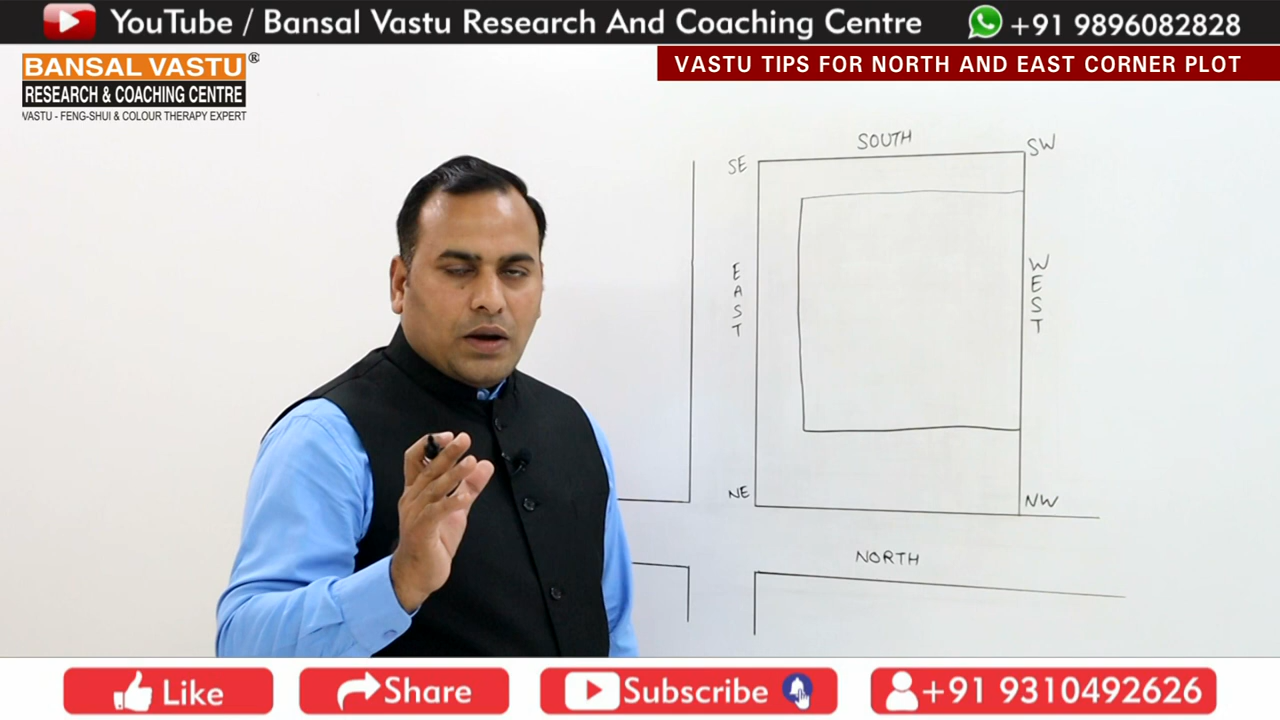 YouTube / Bansal Vastu Research And Coaching Centre
+91 9896082828
BANSAL VASTU®
RESEARCH & COACHING CENTRE
VASTU - FENG-SHUI & COLOUR THERAPY EXPERT
VASTU TIPS FOR NORTH AND EAST CORNER PLOT
SOUTH
SE
SW
EAST
WEST
NE
NW
NORTH
Like
Share
Subscribe
+91 9310492626